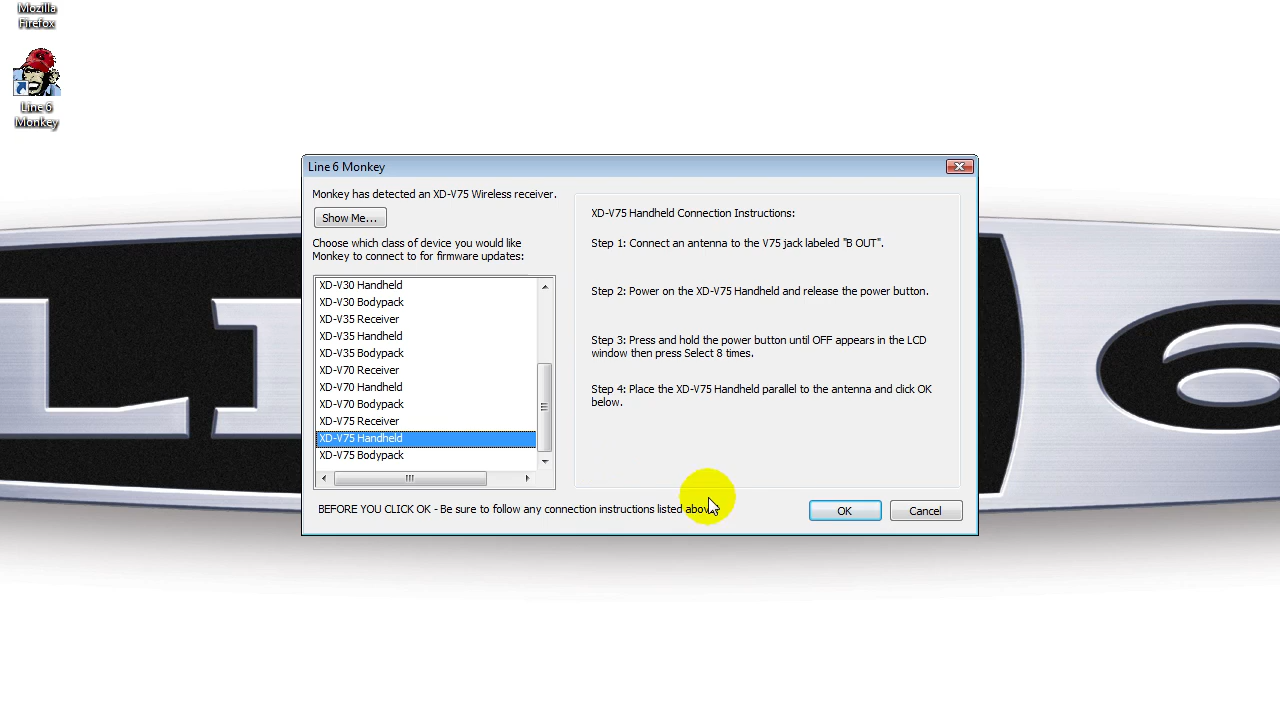 Mozilla
Firefox
Line 6
Monkey
Line 6 Monkey
Monkey has detected an XD-V75 Wireless receiver.
Show Me...
Choose which class of device you would like
Monkey to connect to for firmware updates:
XD-V30 Handheld
XD-V30 Bodypack
XD-V35 Receiver
XD-V35 Handheld
XD-V35 Bodypack
XD-V70 Receiver
XD-V70 Handheld
XD-V70 Bodypack
XD-V75 Receiver
XD-V75 Handheld
XD-V75 Bodypack
XD-V75 Handheld Connection Instructions:
Step 1: Connect an antenna to the V75 jack labeled "B OUT".
Step 2: Power on the XD-V75 Handheld and release the power button.
Step 3: Press and hold the power button until OFF appears in the LCD
window then press Select 8 times.
Step 4: Place the XD-V75 Handheld parallel to the antenna and click OK
below.
BEFORE YOU CLICK OK - Be sure to follow any connection instructions listed above.
OK
Cancel
LI 6